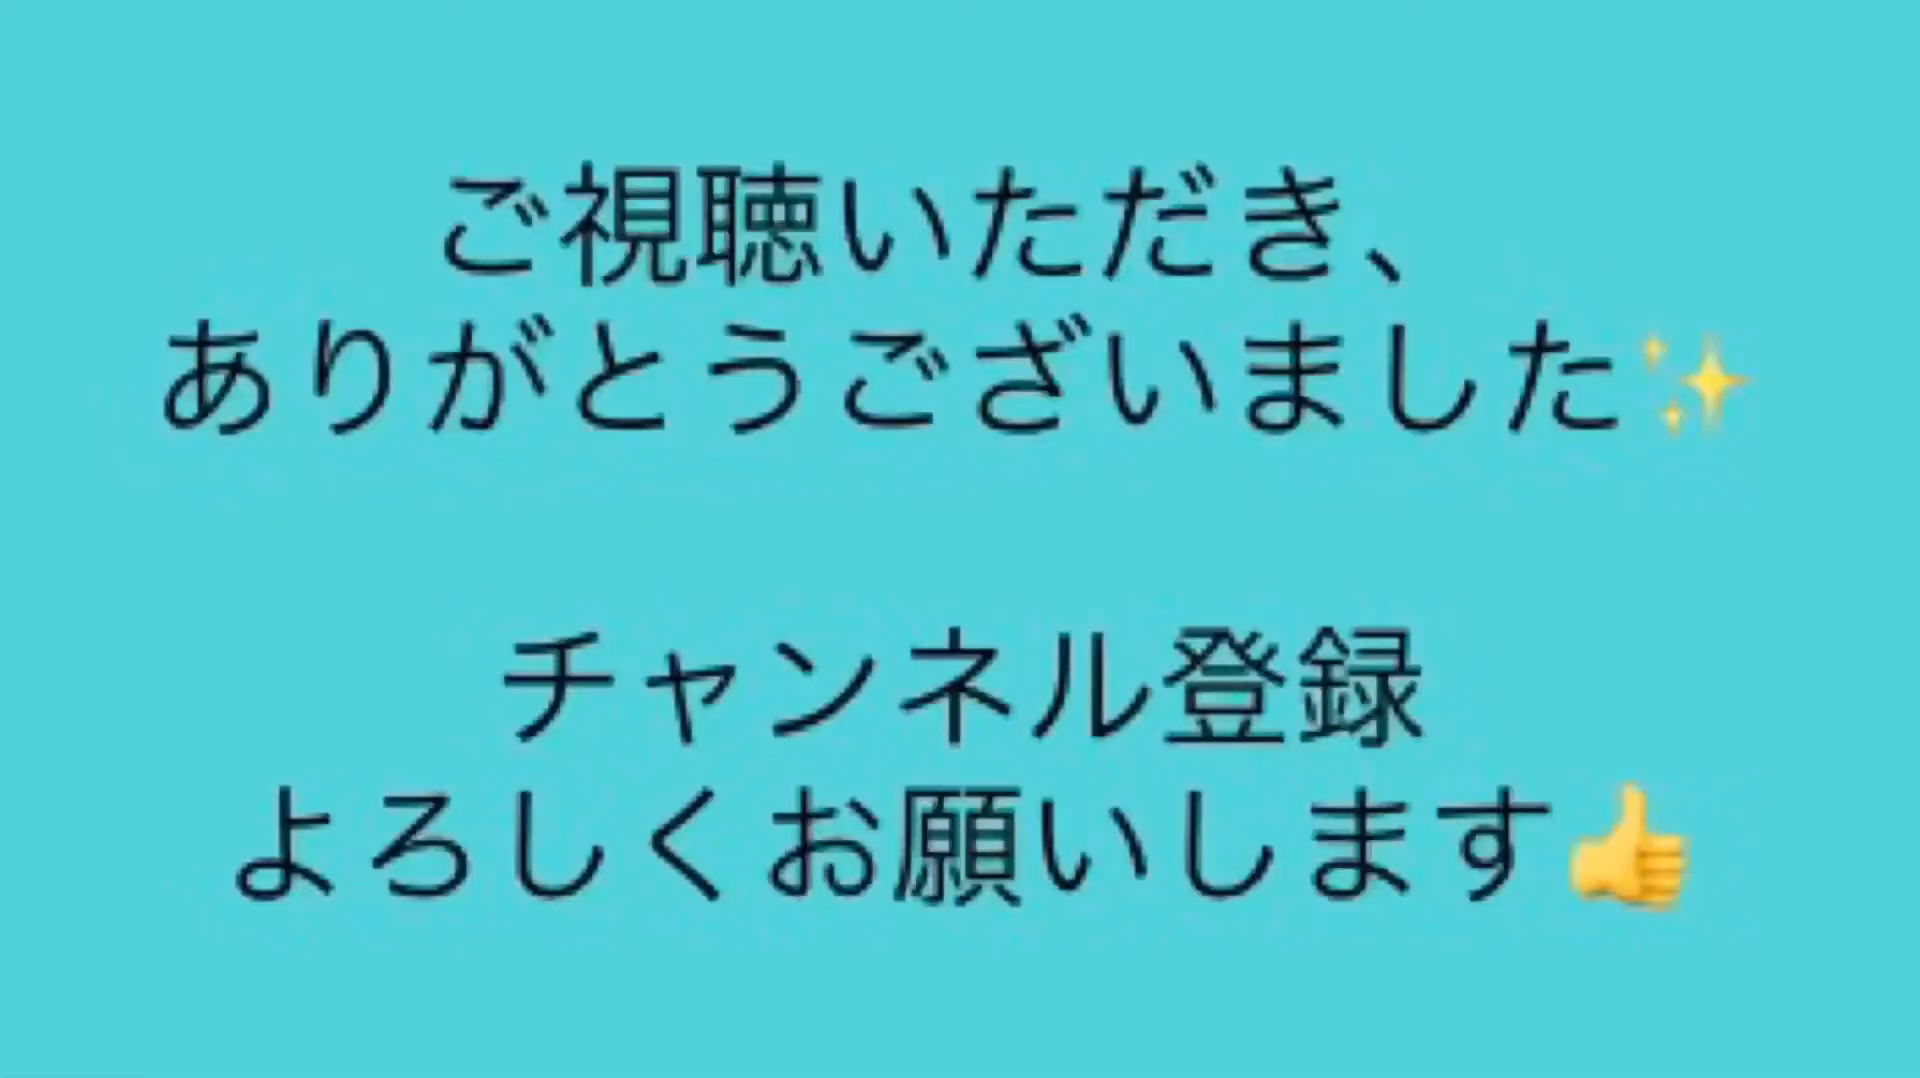 ご視聴いただき、
ありがとうございました✨
チャンネル登録
よろしくお願いします👍